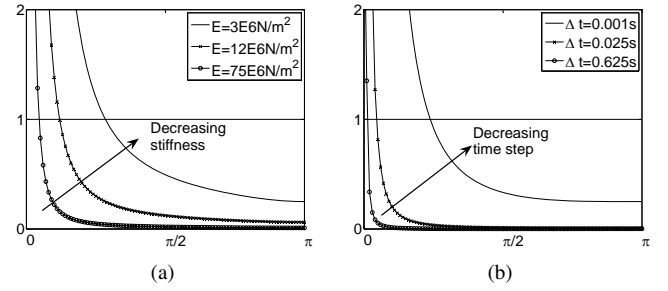 2
1
0
0
π/2
π
E=3E6N/m²
E=12E6N/m²
E=75E6N/m²
Decreasing
stiffness
(a)
2
1
0
0
π/2
π
Δ t=0.001s
Δ t=0.025s
Δ t=0.625s
Decreasing
time step
(b)